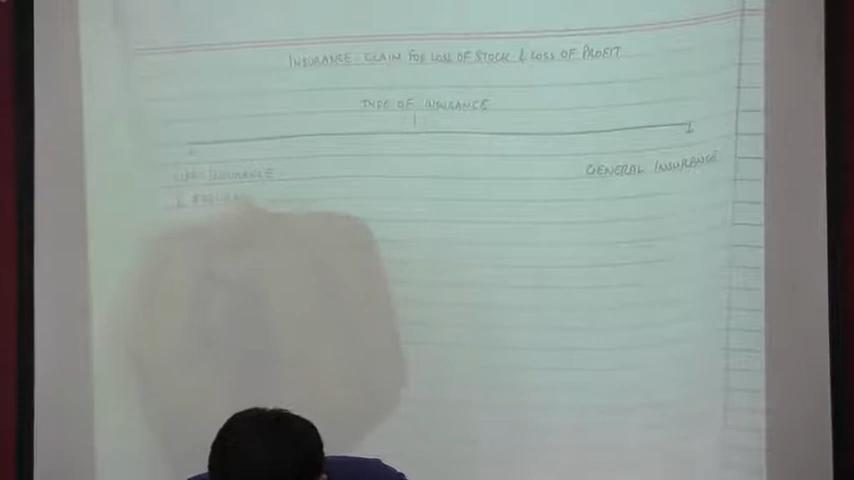 INSURANCE CLAIM FOR LOSS OF STOCK & LOSS OF PROFIT
TYPE OF INSURANCE
LIFE INSURANCE
GENERAL INSURANCE